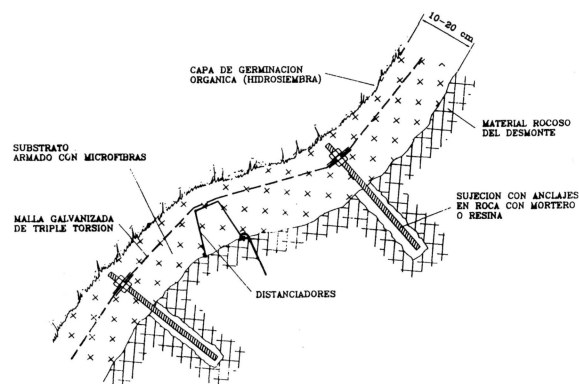 10-20 cm
CAPA DE GERMINACION
ORGANICA (HIDROSIEMBRA)
MATERIAL ROCOSO
DEL DESMONTE
SUBSTRATO
ARMADO CON MICROFIBRAS
SUJECION CON ANCLAJES
EN ROCA CON MORTERO
O RESINA
MALLA GALVANIZADA
DE TRIPLE TORSION
DISTANCIADORES